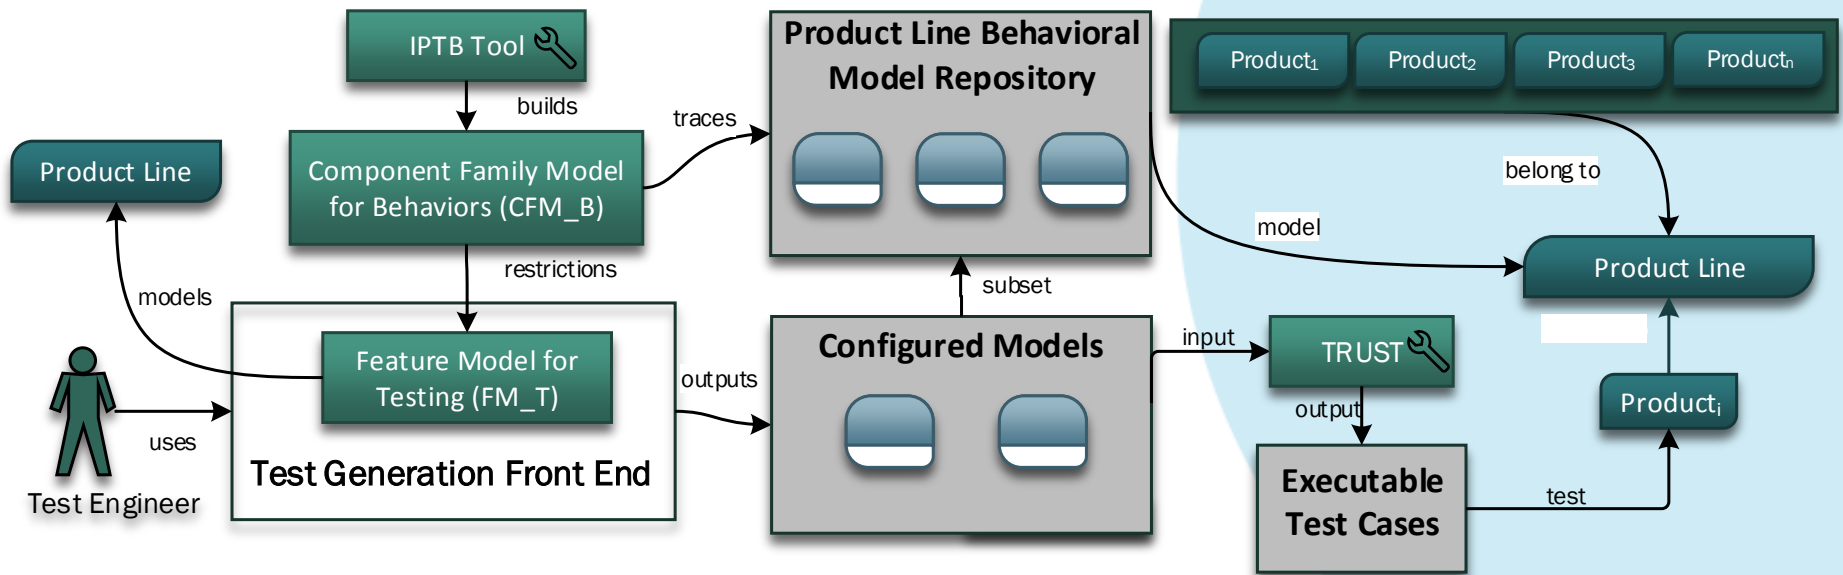 IPTB Tool
builds
Component Family Model
for Behaviors (CFM_B)
traces
restrictions
Product Line
models
Feature Model for
Testing (FM_T)
Test Generation Front End
uses
Test Engineer
outputs
Product Line Behavioral
Model Repository
subset
Configured Models
input
TRUST
output
Executable
Test Cases
test
Product₁
Product₂
Product₃
Productₙ
belong to
model
Product Line
Productᵢ